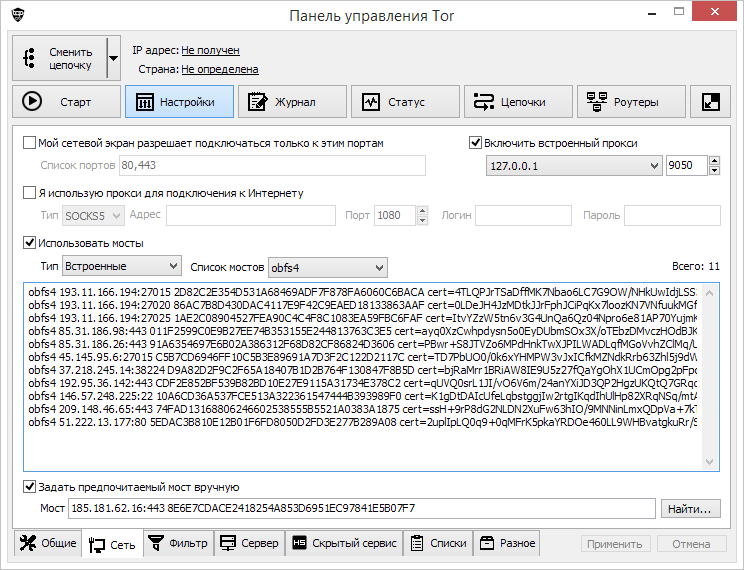 Панель управления Tor
Сменить цепочку
IP адрес: Не получен
Страна: Не определена
Старт Настройки Журнал Статус Цепочки Роутеры
Мой сетевой экран разрешает подключаться только к этим портам
Включить встроенный прокси
Список портов 80,443
127.0.0.1 9050
Я использую прокси для подключения к Интернету
Тип SOCKS5 Адрес Порт 1080 Логин Пароль
Использовать мосты
Тип Встроенные Список мостов obfs4 Всего: 11
obfs4 193.11.166.194:27015 2D82C2E354D531A68469ADF7F878FA6060C6BACA cert=4TLQPJrTSaDffMK7Nbao6LC7G9OW/NHkUwIdjLSS
obfs4 193.11.166.194:27020 86AC7B8D430DAC4117E9F42C9EAED18133863AAF cert=0LDeJH4JzMDtkJJrFphJCiPqKx7loozKN7VNfuukMGf
obfs4 193.11.166.194:27025 1AE2C08904527FEA90C4C4F8C1083EA59FBC6FAF cert=ItvYZzW5tn6v3G4UnQa6Qz04Npro6e81AP70YujmK
obfs4 85.31.186.98:443 011F2599C0E9B27EE74B353155E244813763C3E5 cert=ayq0XzCwhpdysn5o0EyDUbmSOx3X/oTEbzDMvczHOdBJK
obfs4 85.31.186.26:443 91A6354697E6B02A386312F68D82CF86824D3606 cert=PBwr+S8JTVZo6MPdHnkTwXJPILWADLqfMGoVvhZClMq/U
obfs4 45.145.95.6:27015 C5B7CD6946FF10C5B3E89691A7D3F2C122D2117C cert=TD7PbUO0/0k6xYHMPW3vJxICfkMZNdkRrb63Zhl5j9dW
obfs4 37.218.245.14:38224 D9A82D2F9C2F65A18407B1D2B764F130847F8B5D cert=bjRaMrr1BRiAW8IE9U5z27fQaYgOhX1UCmOpg2pFpo
obfs4 192.95.36.142:443 CDF2E852BF539B82BD10E27E9115A31734E378C2 cert=qUVQ0srL1JI/vO6V6m/24anYXiJD3QP2HgzUKQtQ7GRqc
obfs4 146.57.248.225:22 10A6CD36A537FCE513A322361547444B393989F0 cert=K1gDtDAIcUfeLqbstggjIw2rtgIKqdIhUlHp82XRqNSq/mtA
obfs4 209.148.46.65:443 74FAD13168806246602538555B5521A0383A1875 cert=ssH+9rP8dG2NLDN2XuFw63hIO/9MNNinLmxQDpVa+7kT
obfs4 51.222.13.177:80 5EDAC3B810E12B01F6FD8050D2FD3E277B289A08 cert=2uplIpLQ0q9+0qMFrK5pkaYRDOe460LL9WHBvatgkuRr/S
Задать предпочитаемый мост вручную
Мост 185.181.62.16:443 8E6E7CDACE2418254A853D6951EC97841E5B07F7 Найти...
Общие Сеть Фильтр Сервер HS Скрытый сервис Списки Разное Применить Отмена